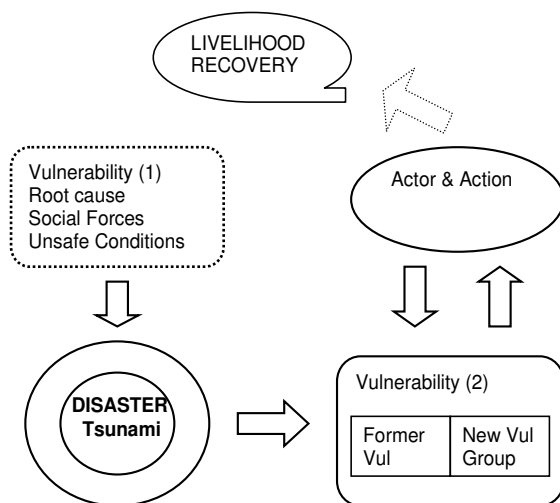 LIVELIHOOD
RECOVERY
Vulnerability (1)
Root cause
Social Forces
Unsafe Conditions
Actor & Action
DISASTER
Tsunami
Vulnerability (2)
Former
Vul
New Vul
Group